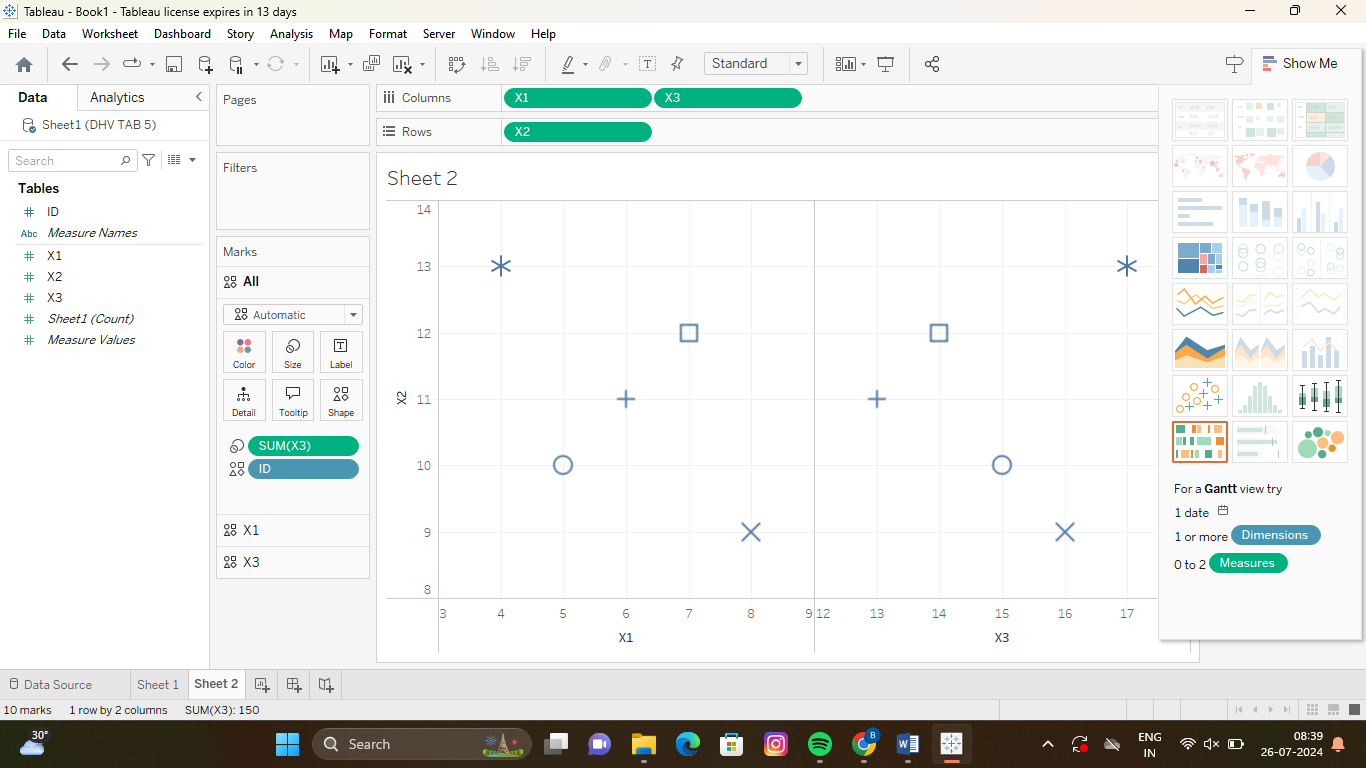 Tableau - Book1 - Tableau license expires in 13 days
File Data Worksheet Dashboard Story Analysis Map Format Server Window Help
Standard
Show Me
Data Analytics
Sheet1 (DHV TAB 5)
Search
Tables
ID
Abc Measure Names
X1
X2
X3
Sheet1 (Count)
Measure Values
Pages
Filters
Marks
All
Automatic
Color Size Label
Detail Tooltip Shape
SUM(X3)
ID
X1
X3
Columns X1 X3
Rows X2
Sheet 2
14
13
12
11
10
9
8
X2
3 4 5 6 7 8 9 12 13 14 15 16 17
X1 X3
For a Gantt view try
1 date
1 or more Dimensions
0 to 2 Measures
Data Source Sheet 1 Sheet 2
10 marks 1 row by 2 columns SUM(X3): 150
30°
Search
B
ENG
IN
08:39
26-07-2024